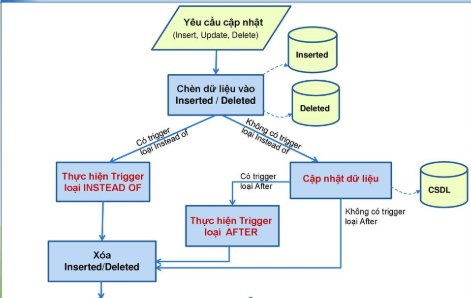 Yêu cầu cập nhật
(Insert, Update, Delete)
Inserted
Chèn dữ liệu vào
Inserted / Deleted
Deleted
Có trigger
loại Instead of
Không có trigger
loại Instead of
Thực hiện Trigger
loại INSTEAD OF
Có trigger
loại After
Cập nhật dữ liệu
CSDL
Thực hiện Trigger
loại AFTER
Không có trigger
loại After
Xóa
Inserted/Deleted